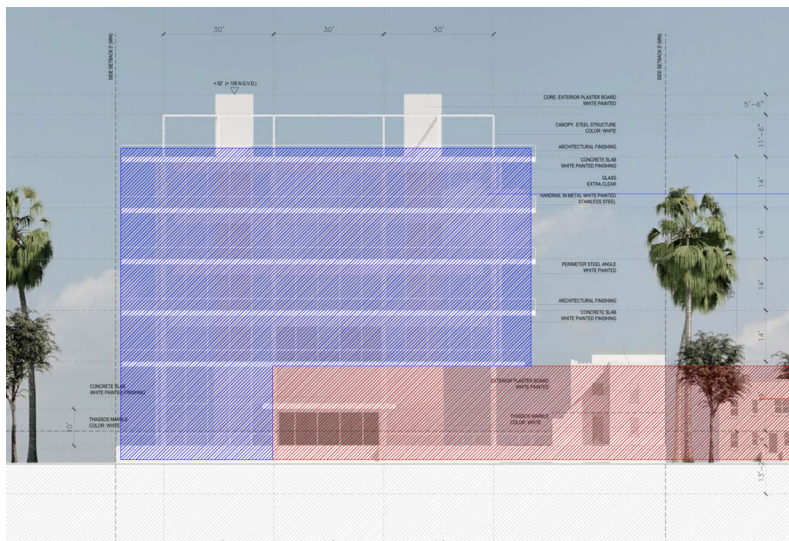 30'
30'
30'
SIDE SETBACK 5' (MIN)
SIDE SETBACK 5' (MIN)
+ 92' (+ 105 N.G.V.D.)
CORE. EXTERIOR PLASTER BOARD
WHITE PAINTED
5'-6"
CANOPY. STEEL STRUCTURE
COLOR: WHITE
11'-6"
ARCHITECTURAL FINISHING
CONCRETE SLAB
WHITE PAINTED FINISHING
GLASS
EXTRA CLEAR
14'
HANDRAIL IN METAL WHITE PAINTED
STAINLESS STEEL
14'
PERIMETER STEEL ANGLE
WHITE PAINTED
14'
ARCHITECTURAL FINISHING
CONCRETE SLAB
WHITE PAINTED FINISHING
14'
EXTERIOR PLASTER BOARD
WHITE PAINTED
CONCRETE SLAB
WHITE PAINTED FINISHING
THASSOS MARBLE
COLOR: WHITE
THASSOS MARBLE
COLOR: WHITE
10'